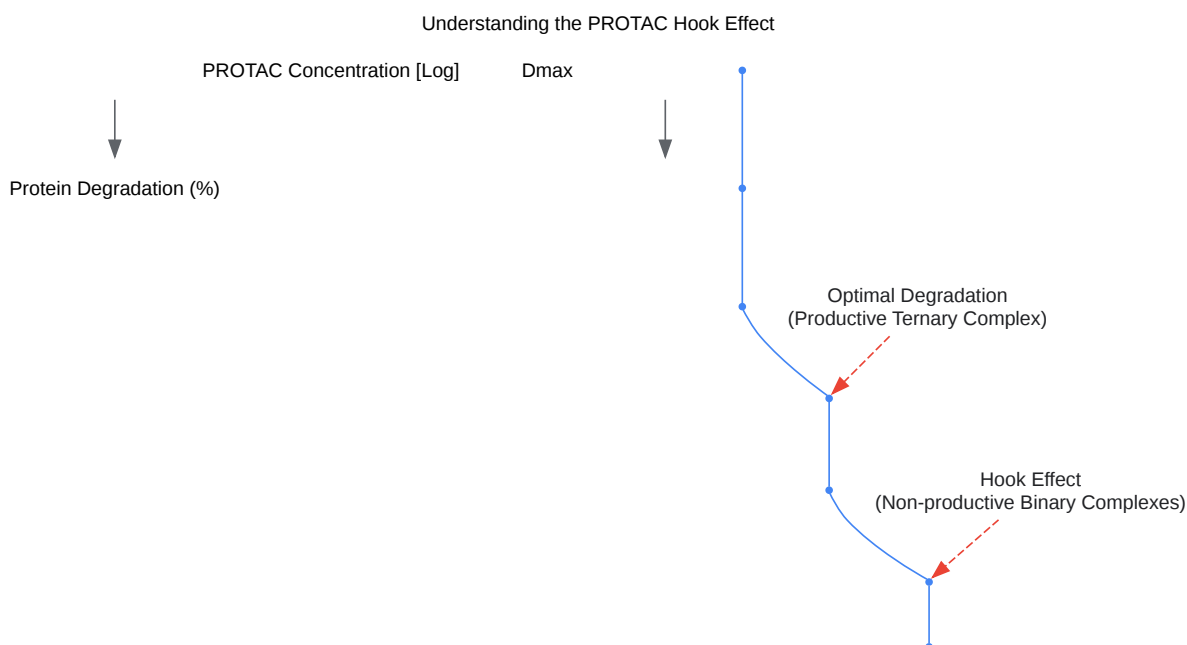 Understanding the PROTAC Hook Effect
PROTAC Concentration [Log]
Dmax
Protein Degradation (%)
Optimal Degradation
(Productive Ternary Complex)
Hook Effect
(Non-productive Binary Complexes)